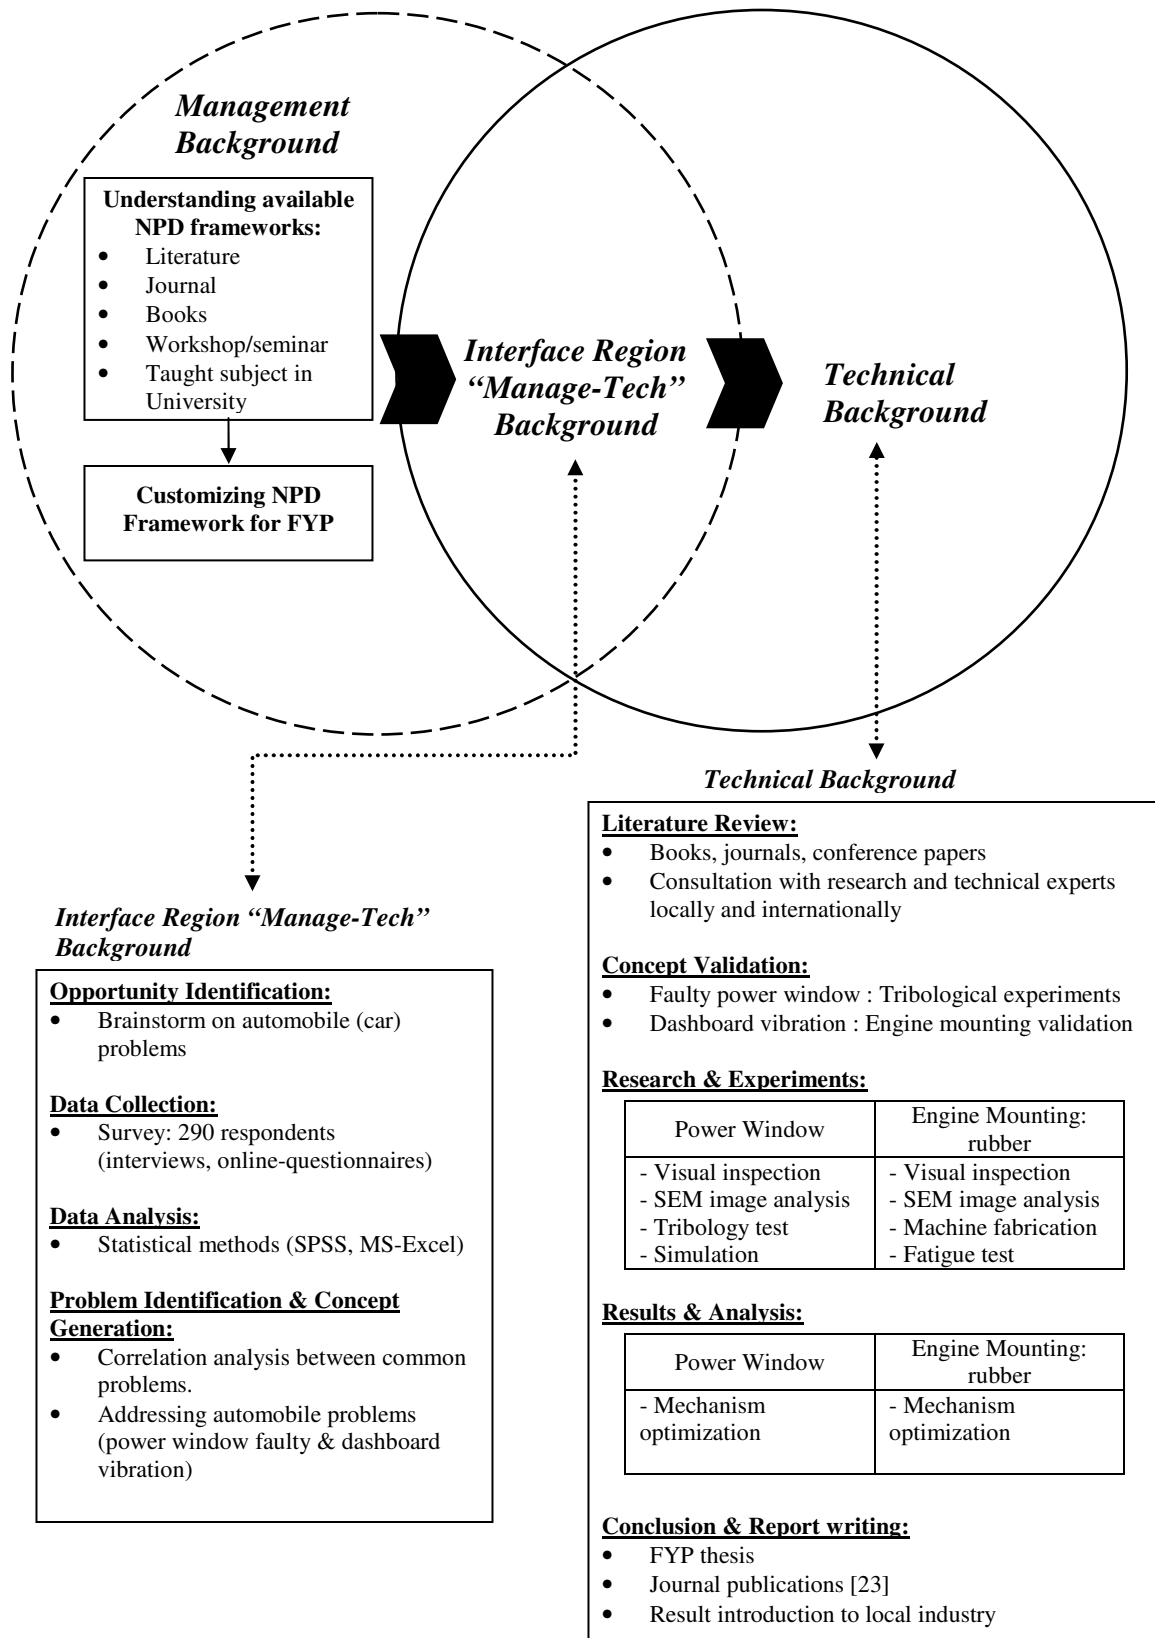 Management
Background
Understanding available
NPD frameworks:
• Literature
• Journal
• Books
• Workshop/seminar
• Taught subject in
University
Customizing NPD
Framework for FYP
Interface Region
“Manage-Tech”
Background
Technical
Background
Interface Region “Manage-Tech”
Background
Opportunity Identification:
• Brainstorm on automobile (car)
problems
Data Collection:
• Survey: 290 respondents
(interviews, online-questionnaires)
Data Analysis:
• Statistical methods (SPSS, MS-Excel)
Problem Identification & Concept
Generation:
• Correlation analysis between common
problems.
• Addressing automobile problems
(power window faulty & dashboard
vibration)
Technical Background
Literature Review:
• Books, journals, conference papers
• Consultation with research and technical experts
locally and internationally
Concept Validation:
• Faulty power window : Tribological experiments
• Dashboard vibration : Engine mounting validation
Research & Experiments:
Power Window
Engine Mounting:
rubber
- Visual inspection
- SEM image analysis
- Tribology test
- Simulation
- Visual inspection
- SEM image analysis
- Machine fabrication
- Fatigue test
Results & Analysis:
Power Window
Engine Mounting:
rubber
- Mechanism
optimization
- Mechanism
optimization
Conclusion & Report writing:
• FYP thesis
• Journal publications [23]
• Result introduction to local industry